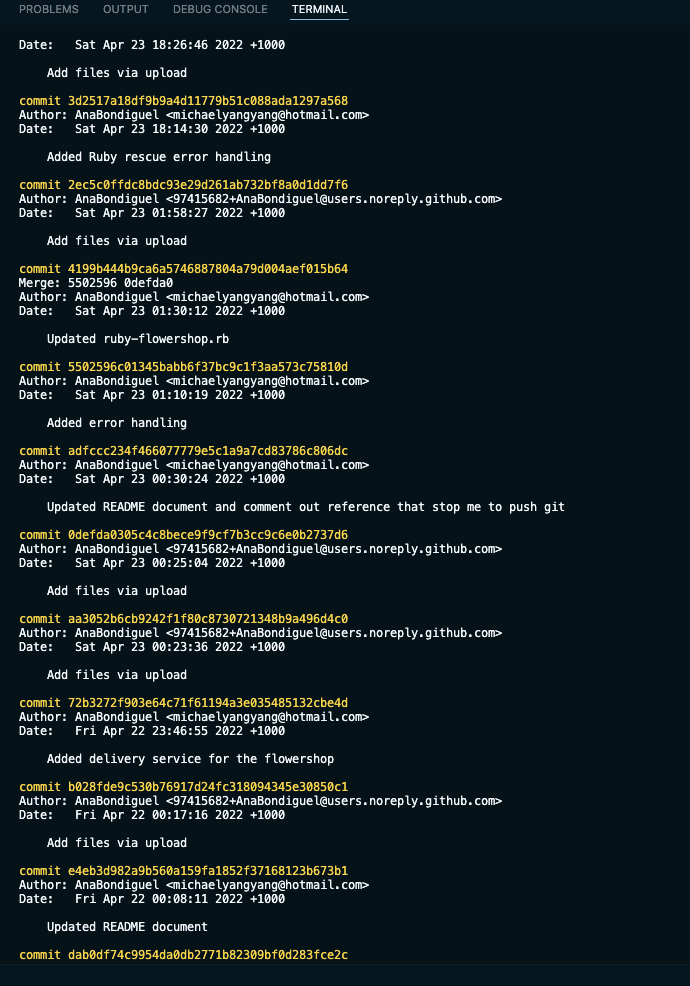 PROBLEMS OUTPUT DEBUG CONSOLE TERMINAL
Date:   Sat Apr 23 18:26:46 2022 +1000
Add files via upload
commit 3d2517a18df9b9a4d11779b51c088ada1297a568
Author: AnaBondiguel <michaelyangyang@hotmail.com>
Date:   Sat Apr 23 18:14:30 2022 +1000
Added Ruby rescue error handling
commit 2ec5c0ffdc8bdc93e29d261ab732bf8a0d1dd7f6
Author: AnaBondiguel <97415682+AnaBondiguel@users.noreply.github.com>
Date:   Sat Apr 23 01:58:27 2022 +1000
Add files via upload
commit 4199b444b9ca6a5746887804a79d004aef015b64
Merge: 5502596 0defda0
Author: AnaBondiguel <michaelyangyang@hotmail.com>
Date:   Sat Apr 23 01:30:12 2022 +1000
Updated ruby-flowershop.rb
commit 5502596c01345babb6f37bc9c1f3aa573c75810d
Author: AnaBondiguel <michaelyangyang@hotmail.com>
Date:   Sat Apr 23 01:10:19 2022 +1000
Added error handling
commit adfccc234f466077779e5c1a9a7cd83786c806dc
Author: AnaBondiguel <michaelyangyang@hotmail.com>
Date:   Sat Apr 23 00:30:24 2022 +1000
Updated README document and comment out reference that stop me to push git
commit 0defda0305c4c8bece9f9cf7b3cc9c6e0b2737d6
Author: AnaBondiguel <97415682+AnaBondiguel@users.noreply.github.com>
Date:   Sat Apr 23 00:25:04 2022 +1000
Add files via upload
commit aa3052b6cb9242f1f80c8730721348b9a496d4c0
Author: AnaBondiguel <97415682+AnaBondiguel@users.noreply.github.com>
Date:   Sat Apr 23 00:23:36 2022 +1000
Add files via upload
commit 72b3272f903e64c71f61194a3e035485132cbe4d
Author: AnaBondiguel <michaelyangyang@hotmail.com>
Date:   Fri Apr 22 23:46:55 2022 +1000
Added delivery service for the flowershop
commit b028fde9c530b76917d24fc318094345e30850c1
Author: AnaBondiguel <97415682+AnaBondiguel@users.noreply.github.com>
Date:   Fri Apr 22 00:17:16 2022 +1000
Add files via upload
commit e4eb3d982a9b560a159fa1852f37168123b673b1
Author: AnaBondiguel <michaelyangyang@hotmail.com>
Date:   Fri Apr 22 00:08:11 2022 +1000
Updated README document
commit dab0df74c9954da0db2771b82309bf0d283fce2c